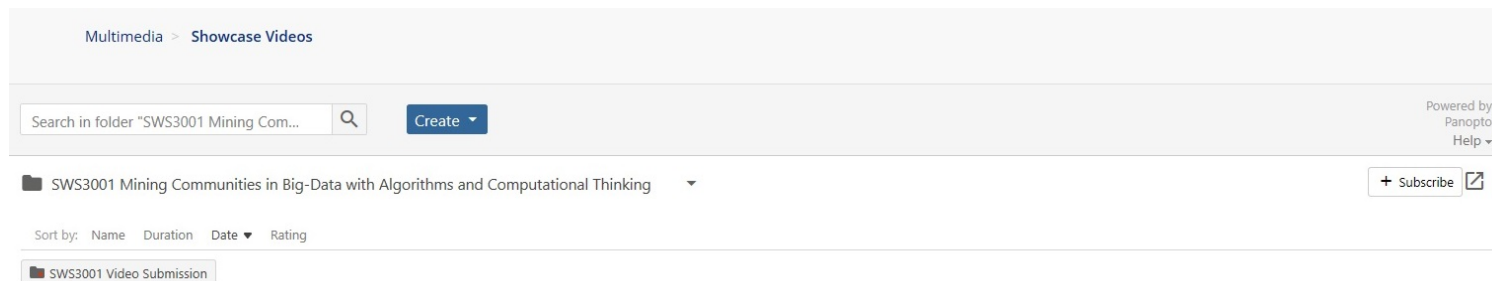 Multimedia > Showcase Videos
Search in folder "SWS3001 Mining Com...
Create
Powered by
Panopto
Help
SWS3001 Mining Communities in Big-Data with Algorithms and Computational Thinking
+ Subscribe
Sort by: Name Duration Date Rating
SWS3001 Video Submission